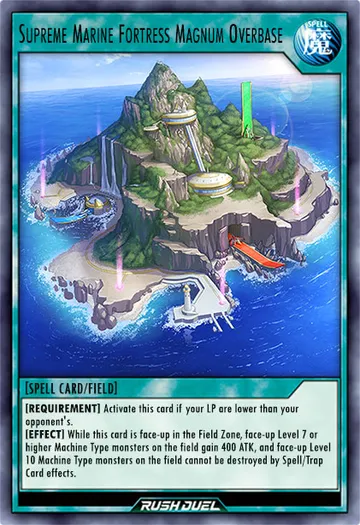 Supreme Marine Fortress Magnum Overbase
SPELL
魔
[SPELL CARD/FIELD]
[REQUIREMENT] Activate this card if your LP are lower than your
opponent's.
[EFFECT] While this card is face-up in the Field Zone, face-up Level 7 or
higher Machine Type monsters on the field gain 400 ATK, and face-up Level
10 Machine Type monsters on the field cannot be destroyed by Spell/Trap
Card effects.
RUSH DUEL